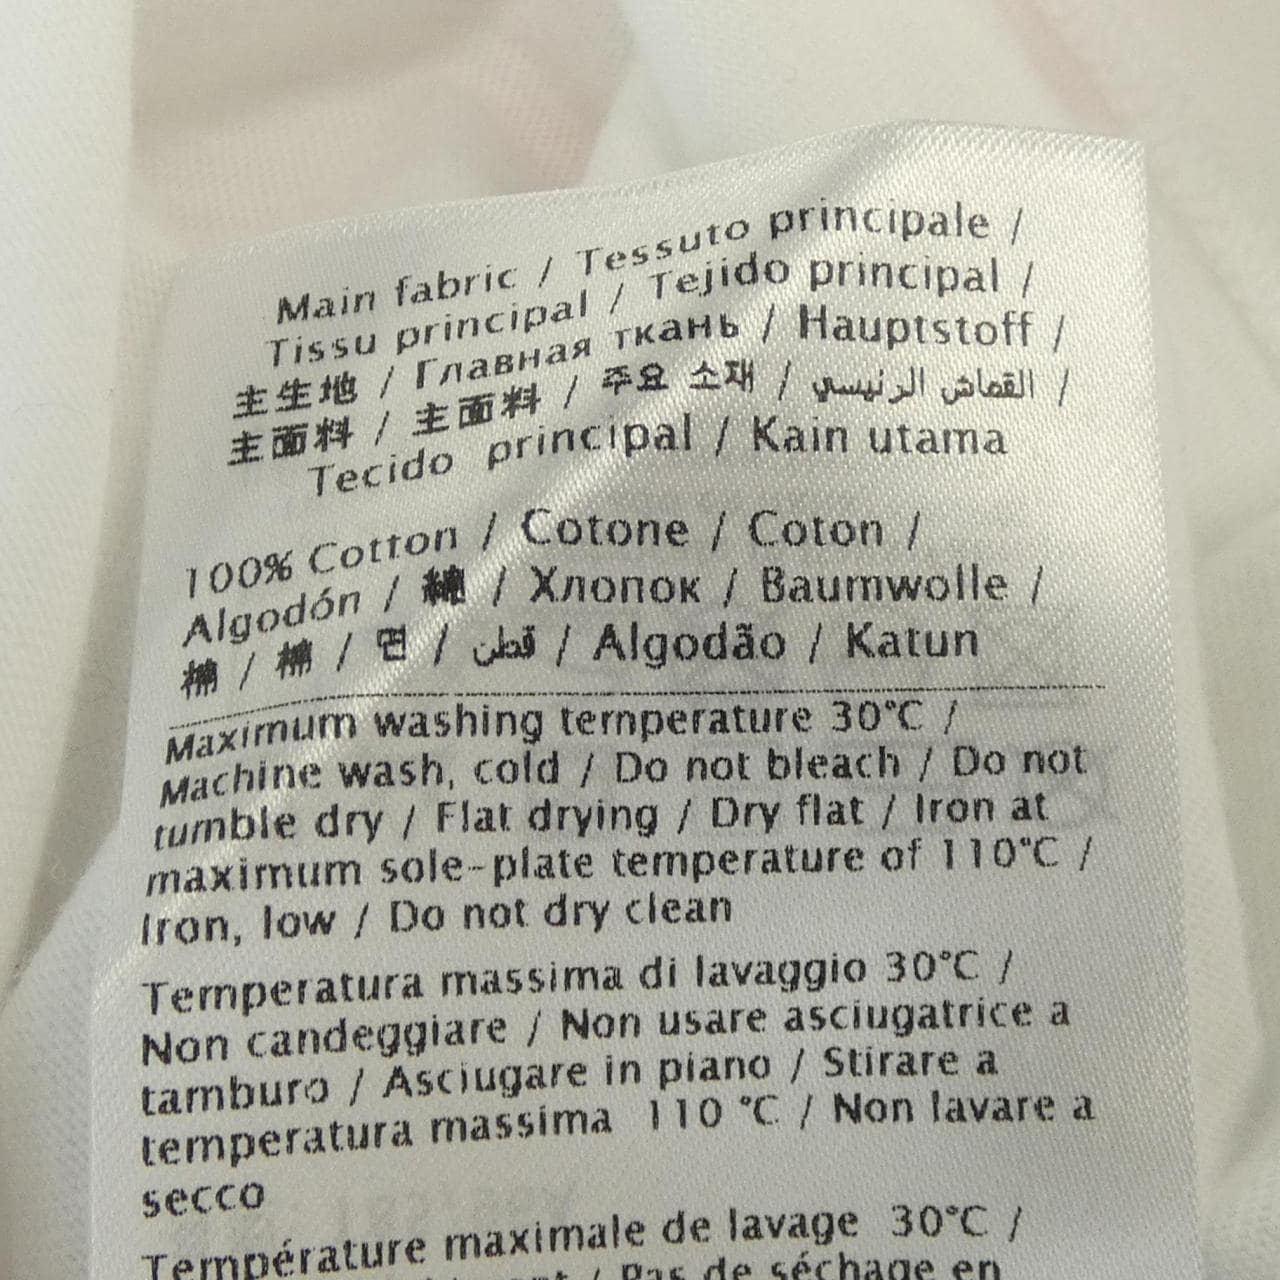 Main fabric / Tessuto principale /
Tissu principal / Tejido principal /
主生地 / Главная ткань / Hauptstoff /
主面料 / 主面料 / 주요 소재 / القماش الرئيسي /
Tecido principal / Kain utama
100% Cotton / Cotone / Coton /
Algodón / 綿 / Хлопок / Baumwolle /
棉 / 棉 / 면 / قطن / Algodão / Katun
Maximum washing temperature 30°C /
Machine wash, cold / Do not bleach / Do not
tumble dry / Flat drying / Dry flat / Iron at
maximum sole-plate temperature of 110°C /
Iron, low / Do not dry clean
Temperatura massima di lavaggio 30°C /
Non candeggiare / Non usare asciugatrice a
tamburo / Asciugare in piano / Stirare a
temperatura massima 110 °C / Non lavare a
secco
Température maximale de lavage 30°C /
/ Pas de séchage en